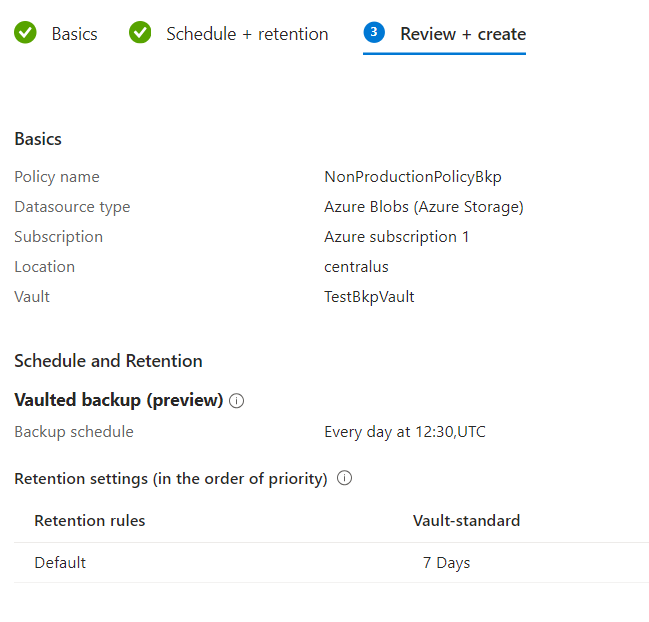 Basics Schedule + retention 3 Review + create
Basics
Policy name NonProductionPolicyBkp
Datasource type Azure Blobs (Azure Storage)
Subscription Azure subscription 1
Location centralus
Vault TestBkpVault
Schedule and Retention
Vaulted backup (preview)
Backup schedule Every day at 12:30,UTC
Retention settings (in the order of priority)
Retention rules Vault-standard
Default 7 Days